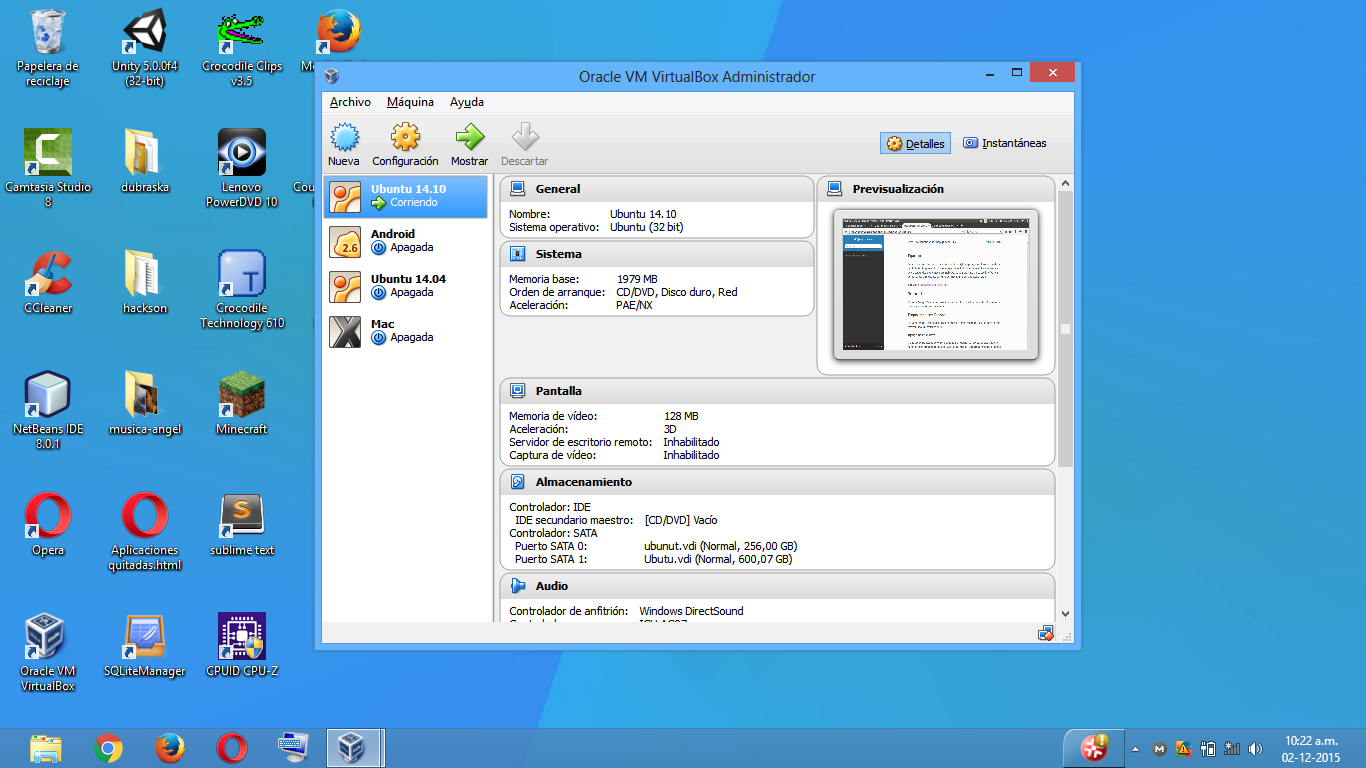 Papelera de
reciclaje
Unity 5.0.0f4
(32-bit)
Crocodile Clips
v3.5
Camtasia Studio
8
dubraska
Lenovo
PowerDVD 10
CCleaner
hackson
Crocodile
Technology 610
NetBeans IDE
8.0.1
musica-angel
Minecraft
Opera
Aplicaciones
quitadas.html
sublime text
Oracle VM
VirtualBox
SQLiteManager
CPUID CPU-Z
Oracle VM VirtualBox Administrador
Archivo Máquina Ayuda
Nueva Configuración Mostrar Descartar
Detalles Instantáneas
Ubuntu 14.10
Corriendo
2.6
Android
Apagada
Ubuntu 14.04
Apagada
Mac
Apagada
General
Nombre: Ubuntu 14.10
Sistema operativo: Ubuntu (32 bit)
Sistema
Memoria base: 1979 MB
Orden de arranque: CD/DVD, Disco duro, Red
Aceleración: PAE/NX
Previsualización
Pantalla
Memoria de vídeo: 128 MB
Aceleración: 3D
Servidor de escritorio remoto: Inhabilitado
Captura de vídeo: Inhabilitado
Almacenamiento
Controlador: IDE
IDE secundario maestro: [CD/DVD] Vacío
Controlador: SATA
Puerto SATA 0: ubunut.vdi (Normal, 256,00 GB)
Puerto SATA 1: Ubutu.vdi (Normal, 600,07 GB)
Audio
Controlador de anfitrión: Windows DirectSound
10:22 a.m.
02-12-2015